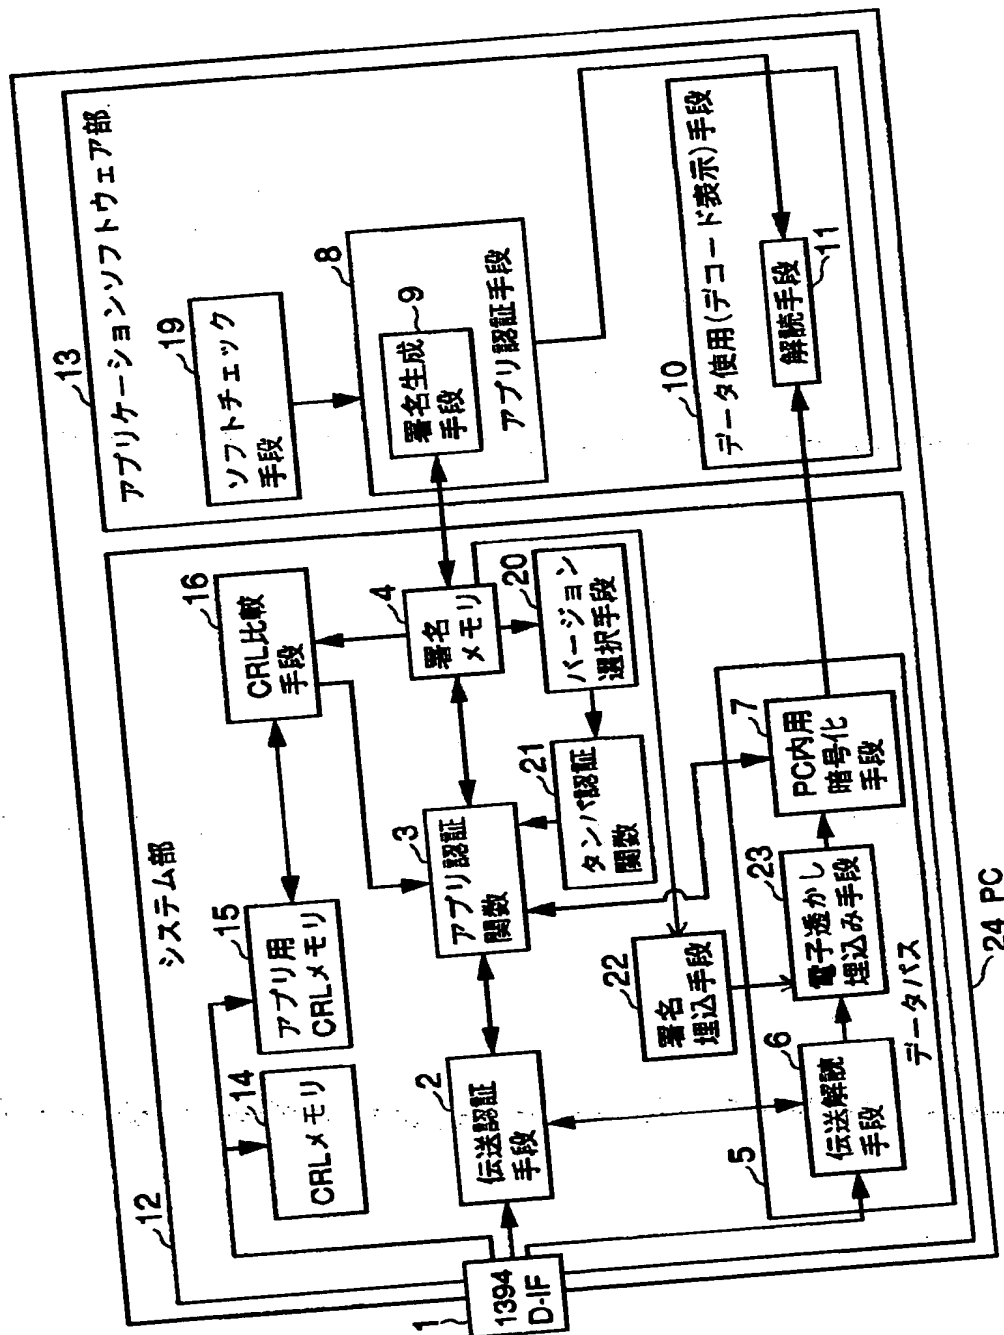 13
アプリケーションソフトウェア部
19
ソフトチェック
手段
8
9
署名生成
手段
アプリ認証手段
10
データ使用(デコード表示)手段
解読手段
11
12
システム部
14
CRLメモリ
15
アプリ用
CRLメモリ
16
CRL比較
手段
2
伝送認証
手段
3
アプリ認証
関数
4
署名
メモリ
20
バージョン
選択手段
21
タンパ認証
関数
22
署名
埋込手段
5
6
伝送解読
手段
23
電子透かし
埋込み手段
7
PC内用
暗号化
手段
データパス
1
1394
D-IF
24 PC